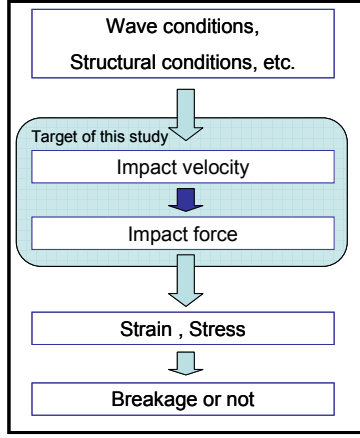 Wave conditions,
Structural conditions, etc.
Target of this study
Impact velocity
Impact force
Strain , Stress
Breakage or not